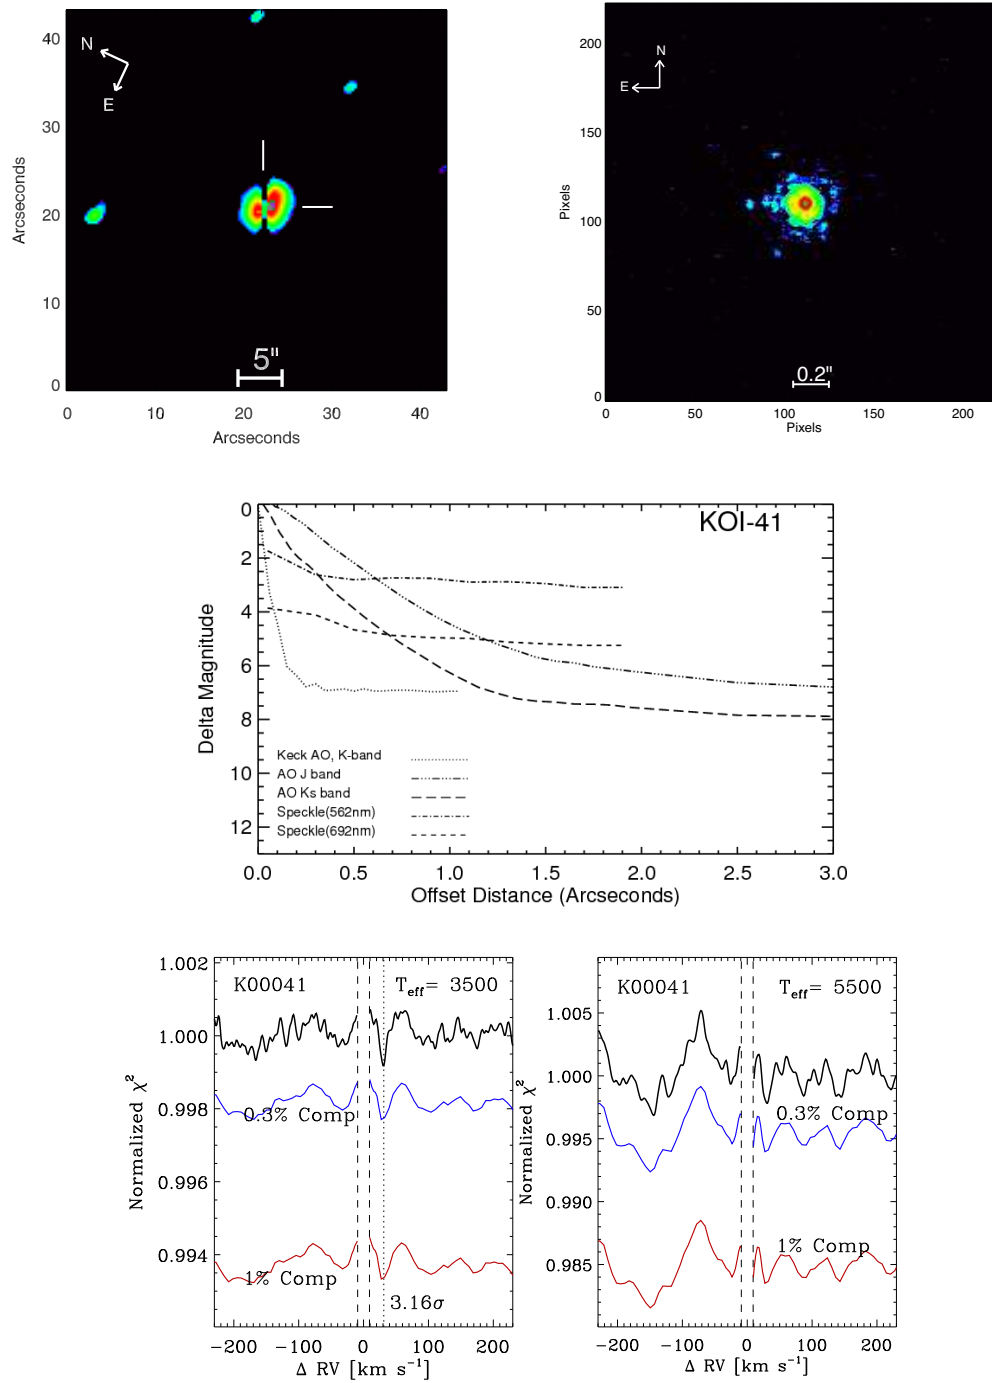 40
30
20
10
0
0
10
20
30
40
Arcseconds
Arcseconds
N
E
5"
200
150
100
50
0
0
50
100
150
200
Pixels
Pixels
N
E
0.2"
KOI-41
0
2
4
6
8
10
12
Delta Magnitude
Keck AO, K-band
AO J band
AO Ks band
Speckle(562nm)
Speckle(692nm)
0.0
0.5
1.0
1.5
2.0
2.5
3.0
Offset Distance (Arcseconds)
1.002
1.000
0.998
0.996
0.994
Normalized χ²
K00041
T_eff= 3500
0.3% Comp
1% Comp
3.16σ
−200
−100
0
100
200
Δ RV [km s⁻¹]
1.005
1.000
0.995
0.990
0.985
Normalized χ²
K00041
T_eff= 5500
0.3% Comp
1% Comp
−200
−100
0
100
200
Δ RV [km s⁻¹]